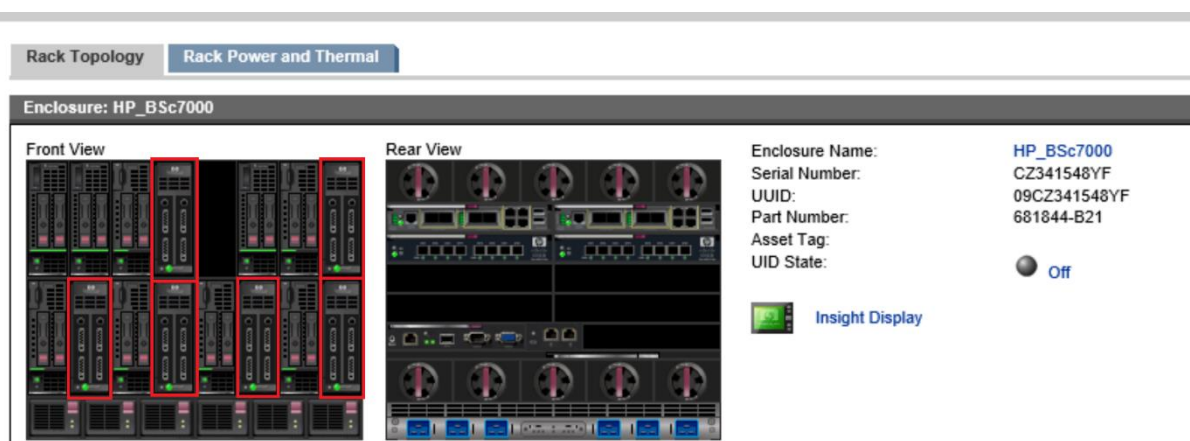 Rack Topology Rack Power and Thermal
Enclosure: HP_BSc7000
Front View
Rear View
Enclosure Name: HP_BSc7000
Serial Number: CZ341548YF
UUID: 09CZ341548YF
Part Number: 681844-B21
Asset Tag:
UID State: Off
Insight Display